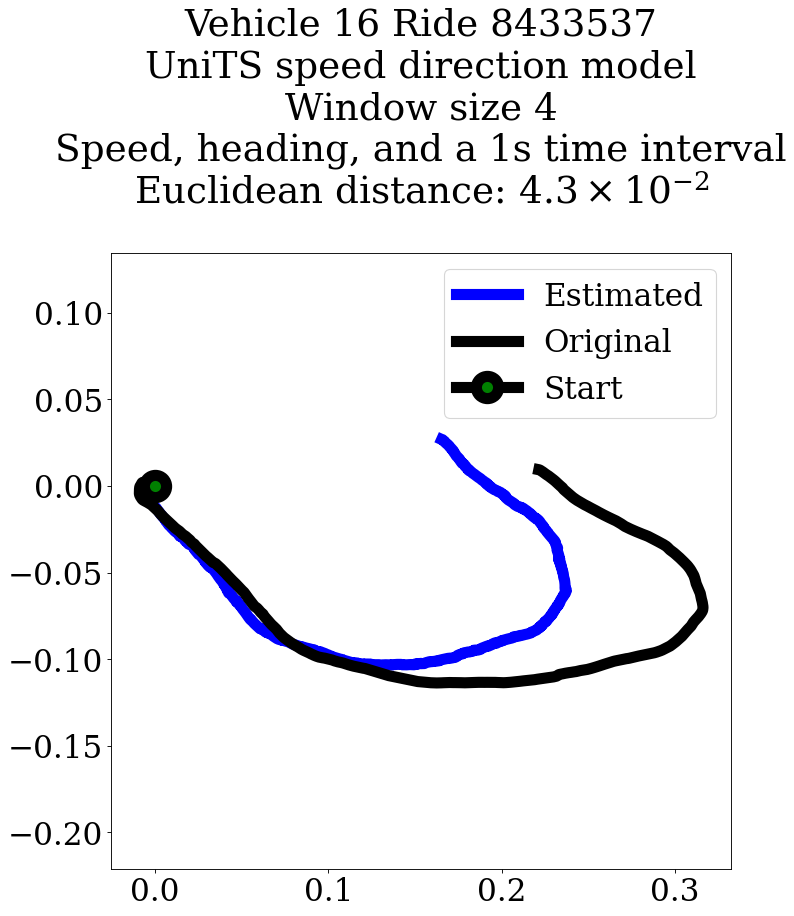 Vehicle 16 Ride 8433537
UniTS speed direction model
Window size 4
Speed, heading, and a 1s time interval
Euclidean distance: 4.3 × 10⁻²
Estimated
Original
Start
0.10
0.05
0.00
−0.05
−0.10
−0.15
−0.20
0.0 0.1 0.2 0.3